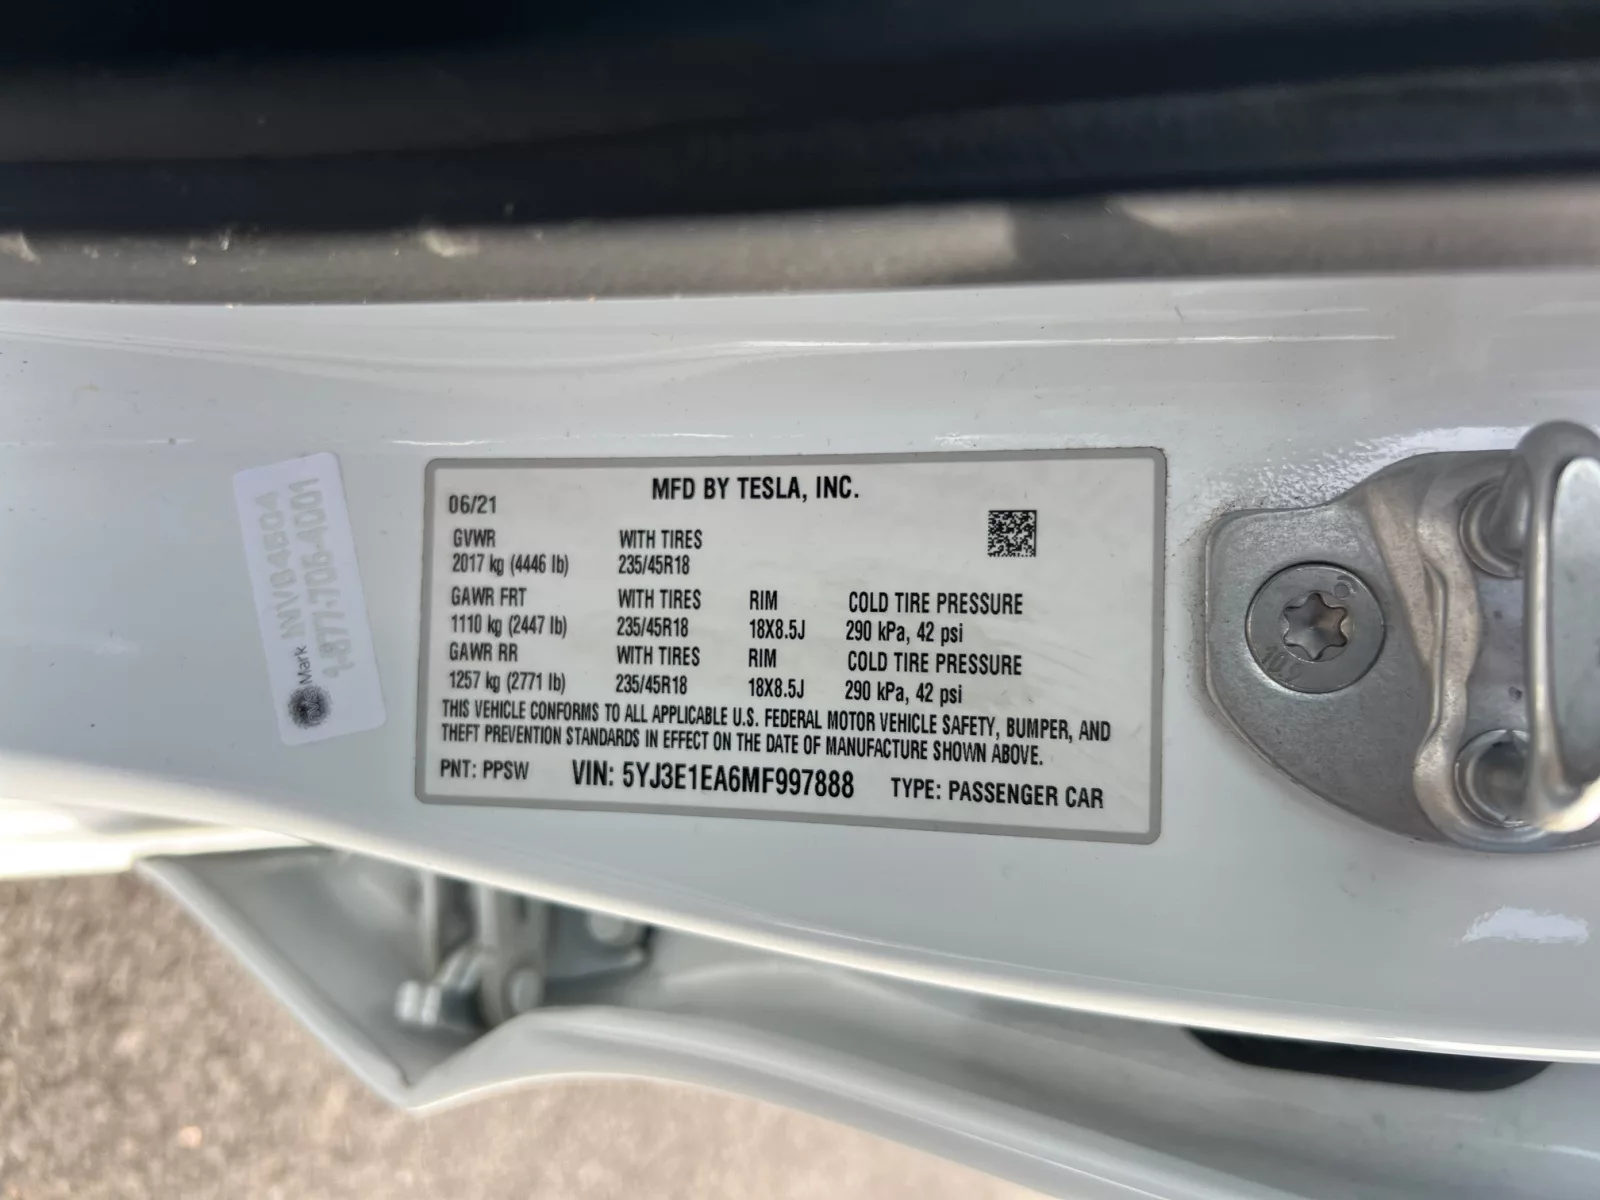 Mark INVB4804
1-877-706-4001
MFD BY TESLA, INC.
06/21
GVWR WITH TIRES
2017 kg (4446 lb) 235/45R18
GAWR FRT WITH TIRES RIM COLD TIRE PRESSURE
1110 kg (2447 lb) 235/45R18 18X8.5J 290 kPa, 42 psi
GAWR RR WITH TIRES RIM COLD TIRE PRESSURE
1257 kg (2771 lb) 235/45R18 18X8.5J 290 kPa, 42 psi
THIS VEHICLE CONFORMS TO ALL APPLICABLE U.S. FEDERAL MOTOR VEHICLE SAFETY, BUMPER, AND
THEFT PREVENTION STANDARDS IN EFFECT ON THE DATE OF MANUFACTURE SHOWN ABOVE.
PNT: PPSW VIN: 5YJ3E1EA6MF997888 TYPE: PASSENGER CAR